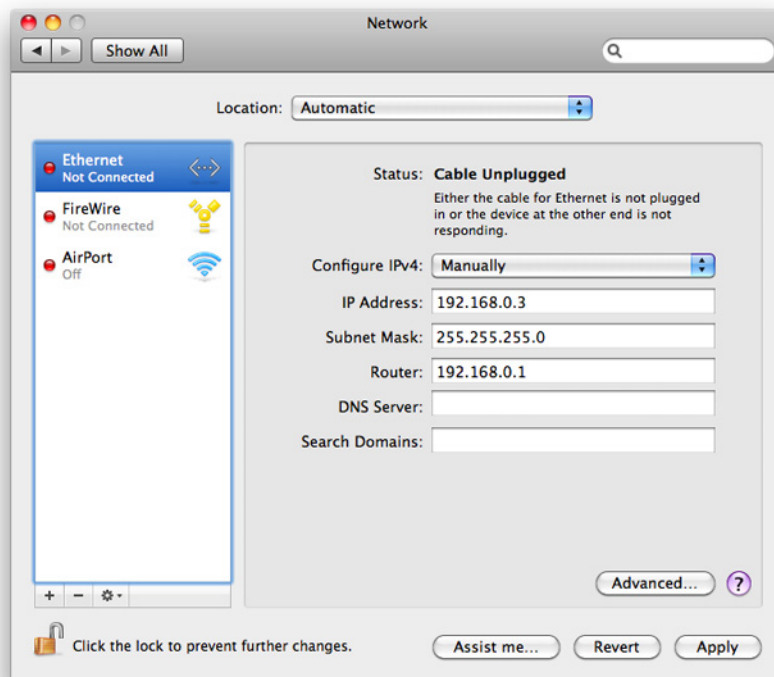 Network
Show All
Location: Automatic
Ethernet
Not Connected
FireWire
Not Connected
AirPort
Off
Status: Cable Unplugged
Either the cable for Ethernet is not plugged
in or the device at the other end is not
responding.
Configure IPv4: Manually
IP Address: 192.168.0.3
Subnet Mask: 255.255.255.0
Router: 192.168.0.1
DNS Server:
Search Domains:
Advanced... ?
Click the lock to prevent further changes.
Assist me... Revert Apply